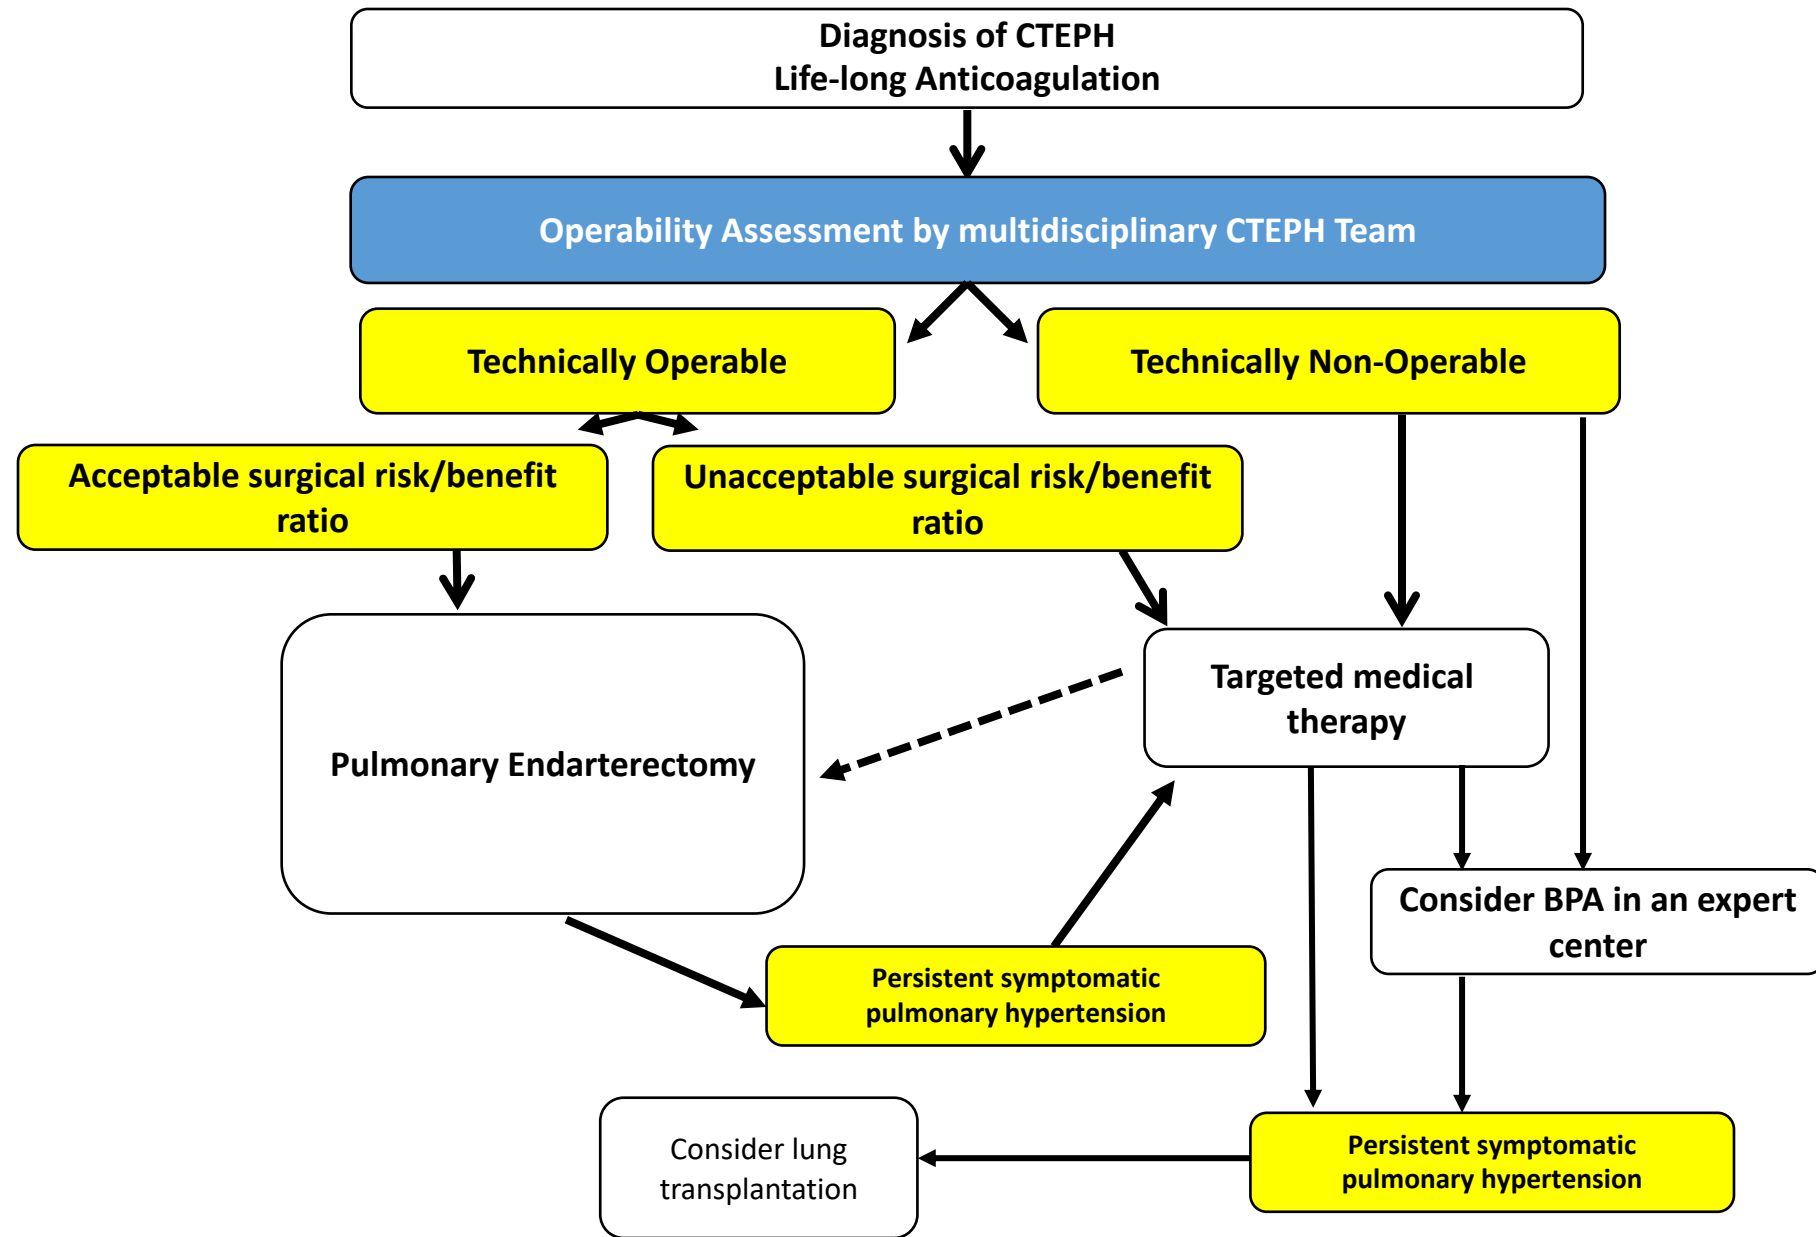 Diagnosis of CTEPH
Life-long Anticoagulation
Operability Assessment by multidisciplinary CTEPH Team
Technically Operable
Technically Non-Operable
Acceptable surgical risk/benefit
ratio
Unacceptable surgical risk/benefit
ratio
Targeted medical
therapy
Pulmonary Endarterectomy
Consider BPA in an expert
center
Persistent symptomatic
pulmonary hypertension
Consider lung
transplantation
Persistent symptomatic
pulmonary hypertension